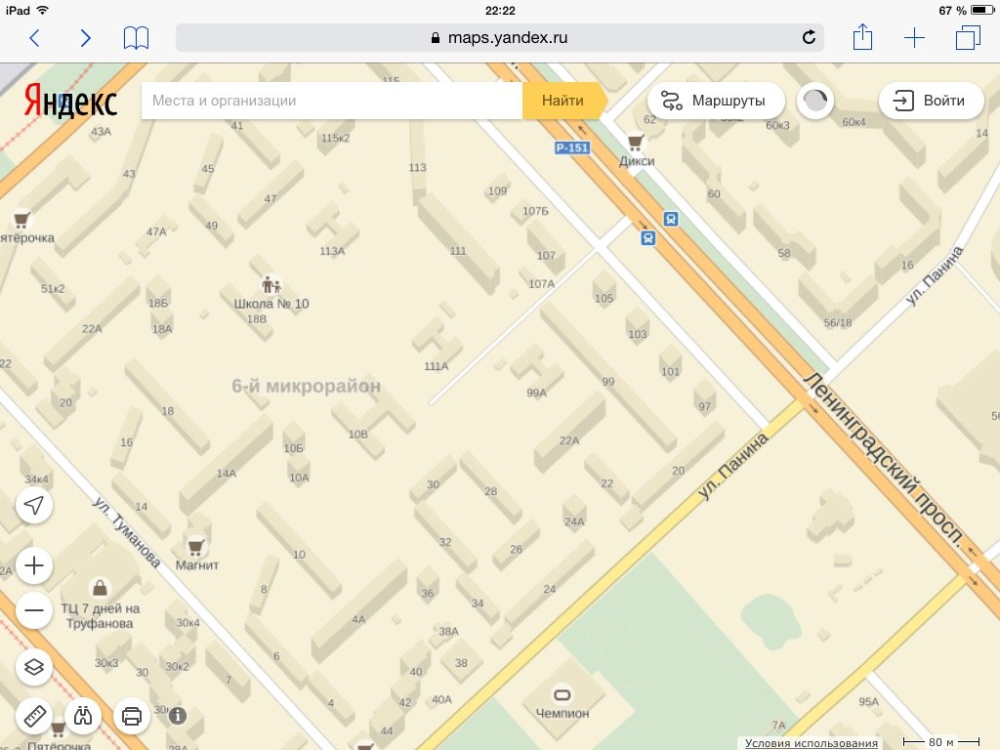 iPad
22:22
67 %
maps.yandex.ru
Яндекс
Места и организации
Найти
Маршруты
Войти
115
115к2
41
43А
43
45
47
113
109
107Б
62
Дикси
60к3
60к4
14
Р-151
60
ятёрочка
47А
49
113А
111
107
107А
58
16
ул. Панина
51к2
18Б
Школа № 10
18В
18А
22А
105
103
56/18
22
20
111А
101
6-й микрорайон
99А
99
97
Ленинградский просп.
18
16
10В
10Б
10А
22А
14А
34к4
30
28
22
20
ул. Панина
14
ул. Туманова
24А
32
26
10
Магнит
2А
ТЦ 7 дней на
Труфанова
8
36
34
24
4А
30к4
38А
38
6
30к3
30
30к2
7
40
40А
42
4
44
Чемпион
95А
7А
Пятёрочка
28А
Условия использования
80 м